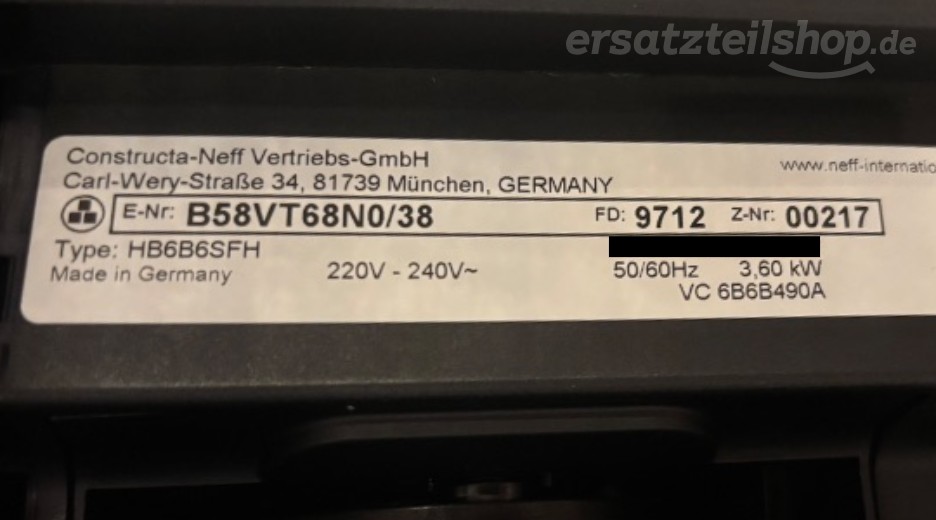 ersatzteilshop.de
Constructa-Neff Vertriebs-GmbH
www.neff-internatio
Carl-Wery-Straße 34, 81739 München, GERMANY
E-Nr: B58VT68N0/38 FD: 9712 Z-Nr: 00217
Type: HB6B6SFH
Made in Germany 220V - 240V~ 50/60Hz 3,60 kW
VC 6B6B490A